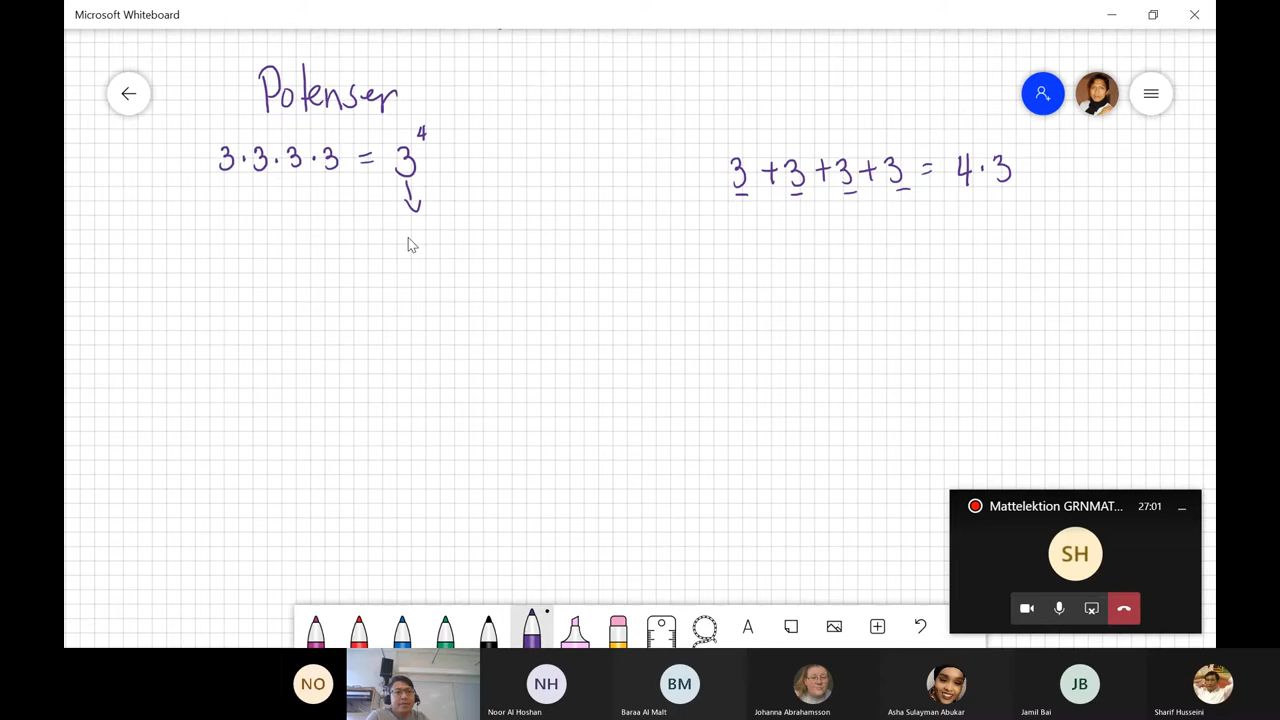 Microsoft Whiteboard
Potenser
3·3·3·3 = 3⁴
3 + 3 + 3 + 3 = 4·3
Mattelektion GRNMAT... 27:01
SH
A
NO
NH
Noor Al Hoshan
BM
Baraa Al Malt
Johanna Abrahamsson
Asha Sulayman Abukar
JB
Jamil Bai
Sharif Husseini